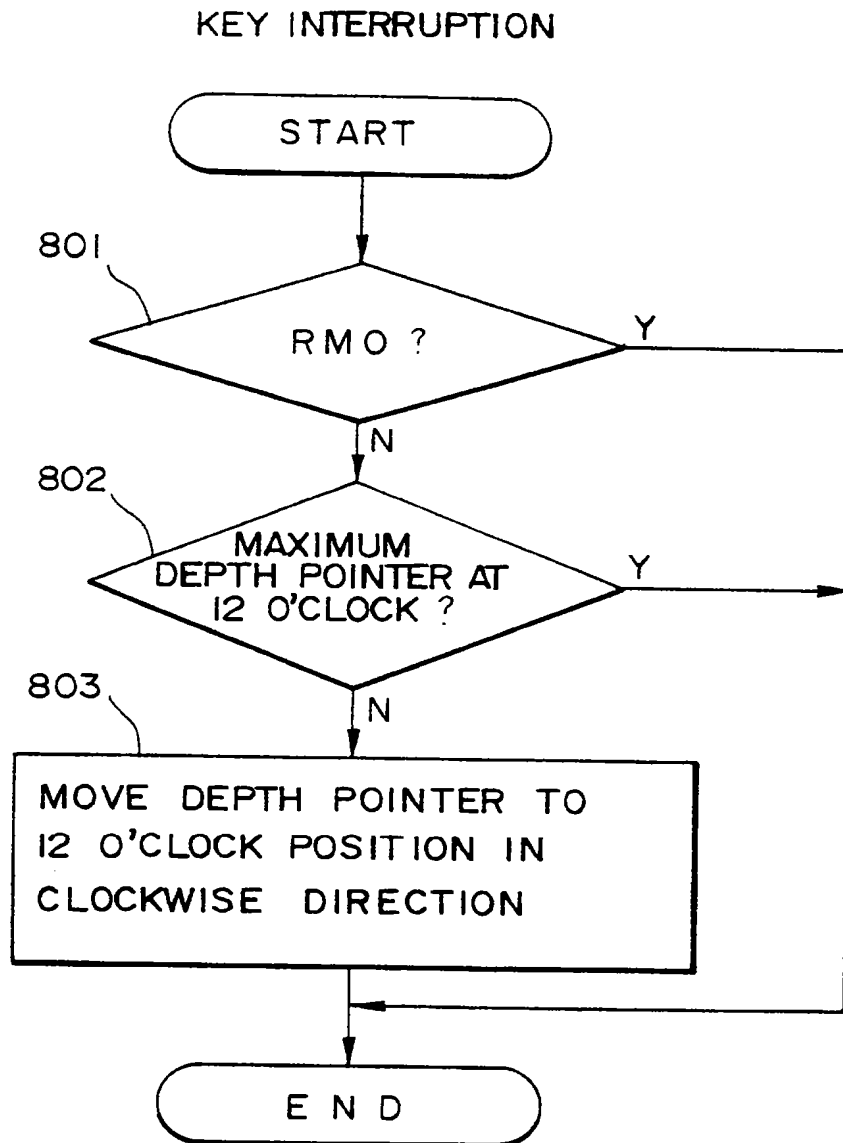 KEY INTERRUPTION
START
801
RMO ?
Y
N
802
MAXIMUM
DEPTH POINTER AT
12 O'CLOCK ?
Y
N
803
MOVE DEPTH POINTER TO
12 O'CLOCK POSITION IN
CLOCKWISE DIRECTION
END